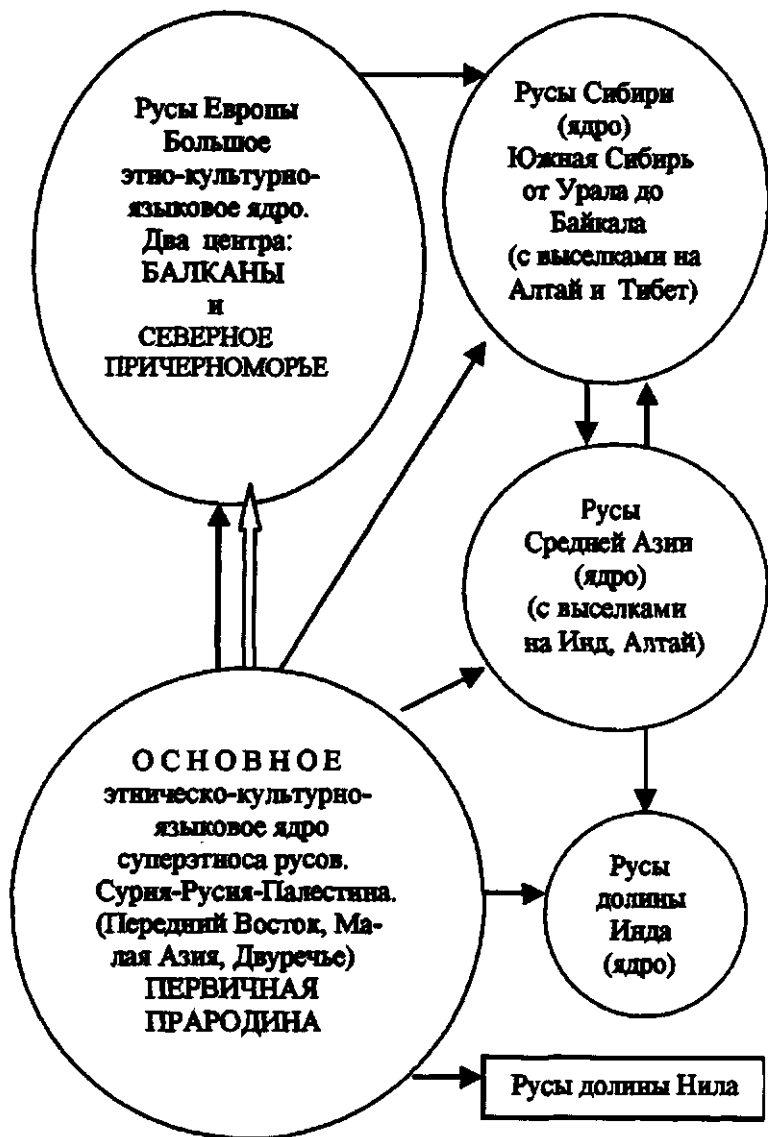 Русы Европы
Большое
этно-культурно-
языковое ядро.
Два центра:
БАЛКАНЫ
и
СЕВЕРНОЕ
ПРИЧЕРНОМОРЬЕ
Русы Сибири
(ядро)
Южная Сибирь
от Урала до
Байкала
(с выселками на
Алтай и Тибет)
Русы
Средней Азии
(ядро)
(с выселками
на Инд, Алтай)
ОСНОВНОЕ
этническо-культурно-
языковое ядро
суперэтноса русов.
Сурия-Русия-Палестина.
(Передний Восток, Ма-
лая Азия, Двуречье)
ПЕРВИЧНАЯ
ПРАРОДИНА
Русы
долины
Инда
(ядро)
Русы долины Нила